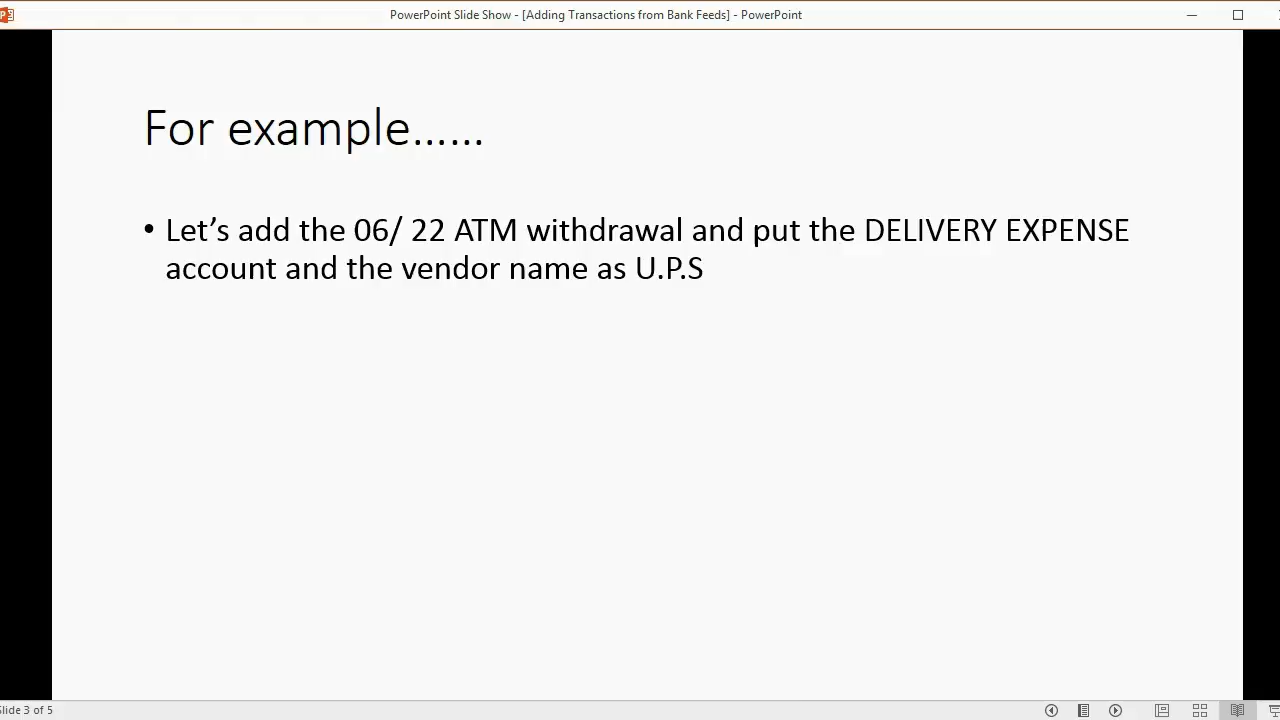 PowerPoint Slide Show - [Adding Transactions from Bank Feeds] - PowerPoint
For example......
• Let’s add the 06/ 22 ATM withdrawal and put the DELIVERY EXPENSE
account and the vendor name as U.P.S
Slide 3 of 5